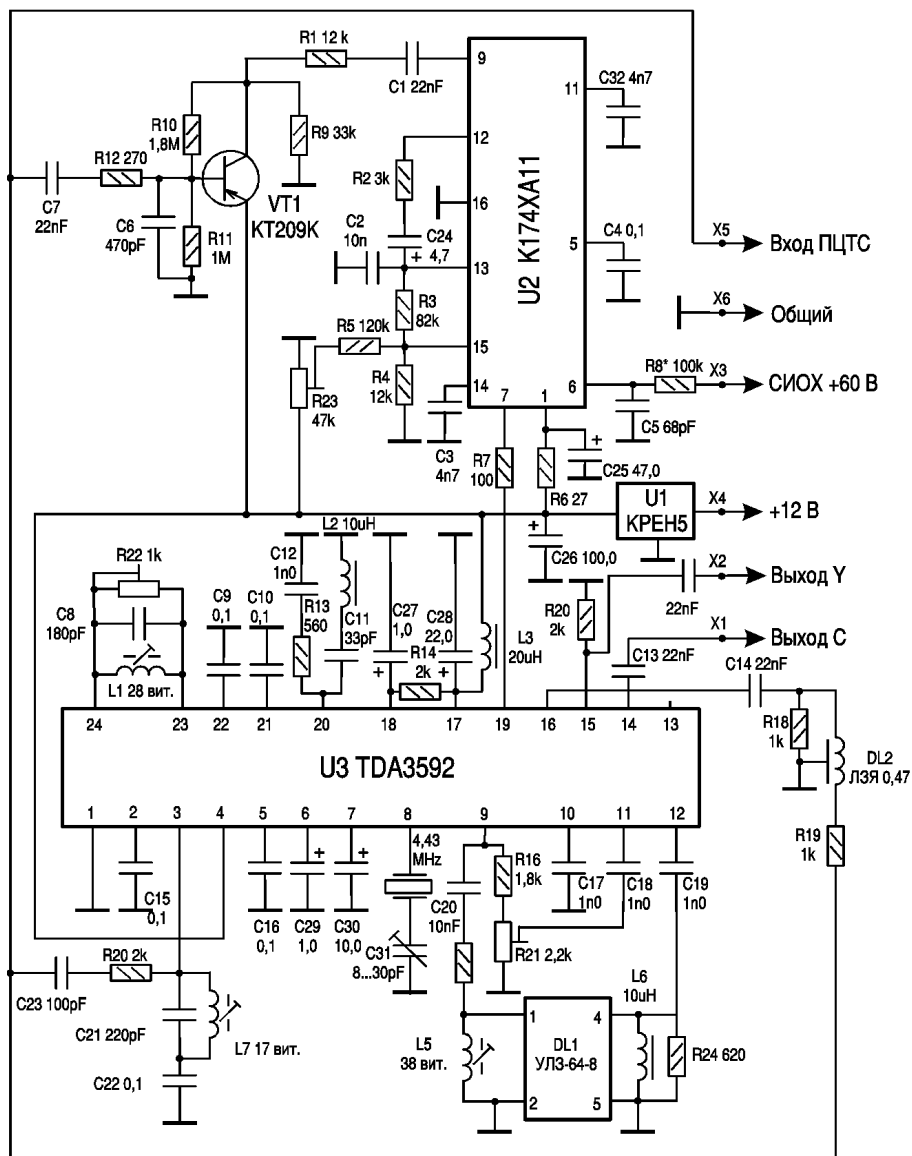 R1 12 k
C1 22nF
9
11
C32 4n7
R10
1,8M
R9 33k
12
R12 270
R2 3k
16
C7
22nF
VT1
KT209K
C6
470pF
R11
1M
C2
10n
C24
4,7
+
13
U2 K174XA11
5
C4 0,1
X5
Вход ПЦТС
X6
Общий
R3
82k
R5 120k
15
R4
12k
R23
47k
14
7
1
6
R8* 100k
X3
СИОХ +60 В
C5 68pF
C3
4n7
R7
100
+
C25 47,0
R6 27
U1
КРЕН5
X4
+12 В
+
C26 100,0
X2
Выход Y
22nF
R22 1k
C8
180pF
L1 28 вит.
C9
0,1
C10
0,1
C12
1n0
L2 10uH
R13
560
C11
33pF
C27
1,0
+
R14
2k
C28
22,0
+
L3
20uH
R20
2k
X1
Выход C
C13 22nF
C14 22nF
R18
1k
DL2
ЛЗЯ 0,47
R19
1k
24
23
22
21
20
18
17
19
16
15
14
13
U3 TDA3592
1
2
3
4
5
6
7
8
9
10
11
12
C15
0,1
C16
0,1
+
C29
1,0
+
C30
10,0
4,43
MHz
C31
8...30pF
R16
1,8k
C20
10nF
R21 2,2k
C17
1n0
C18
1n0
C19
1n0
R20 2k
C23 100pF
C21 220pF
L7 17 вит.
C22 0,1
L5
38 вит.
1
2
DL1
УЛЗ-64-8
4
5
L6
10uH
R24 620